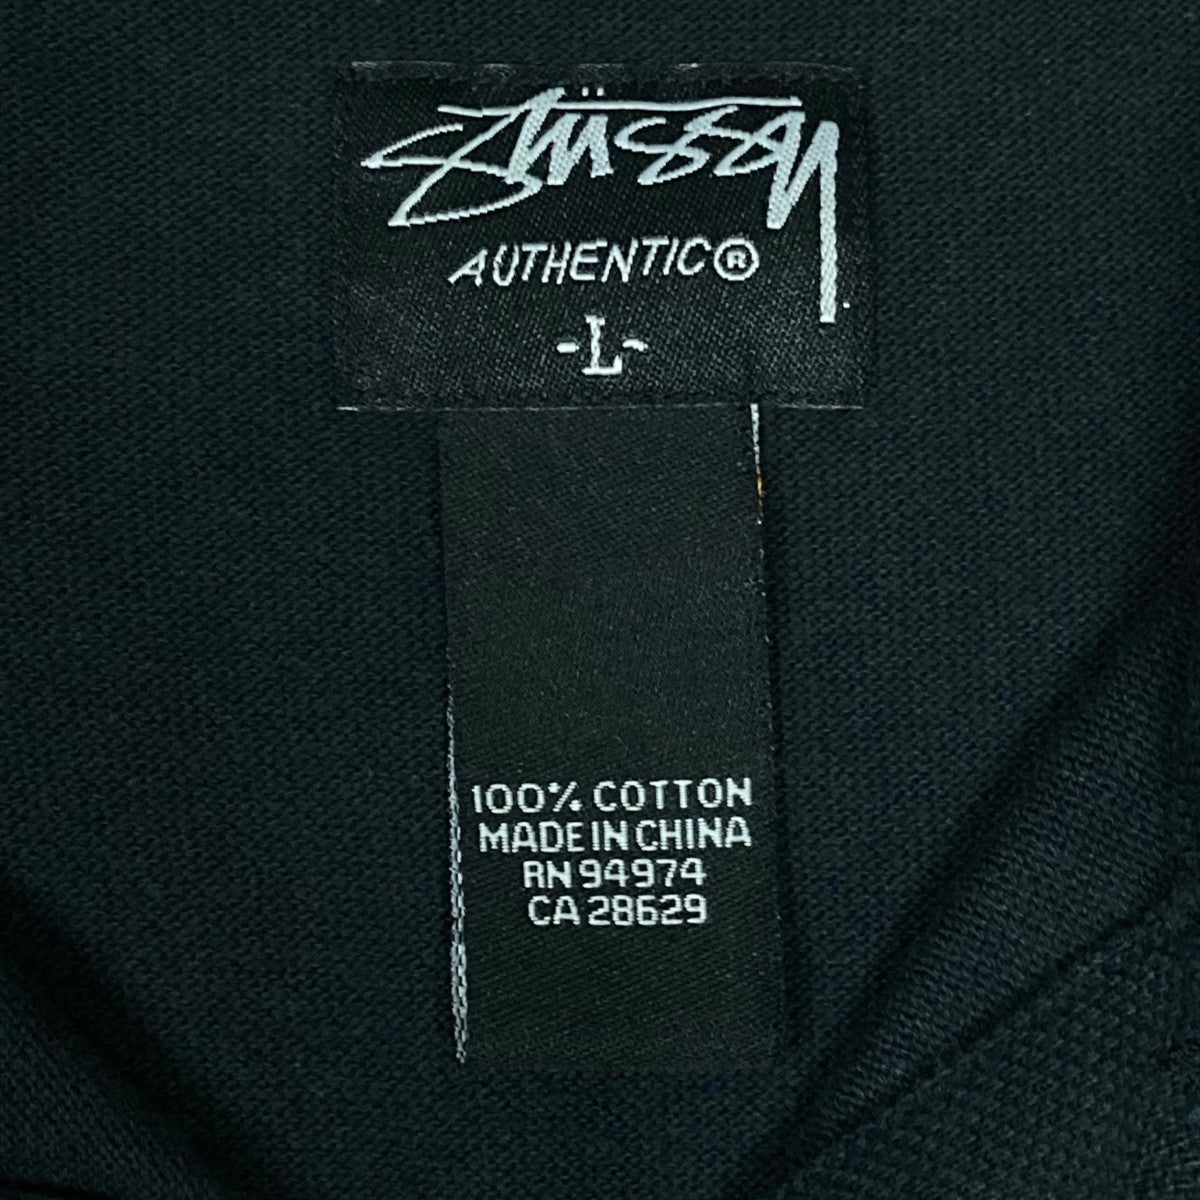 Stüssy
AUTHENTIC®
-L-
100% COTTON
MADE IN CHINA
RN 94974
CA 28629